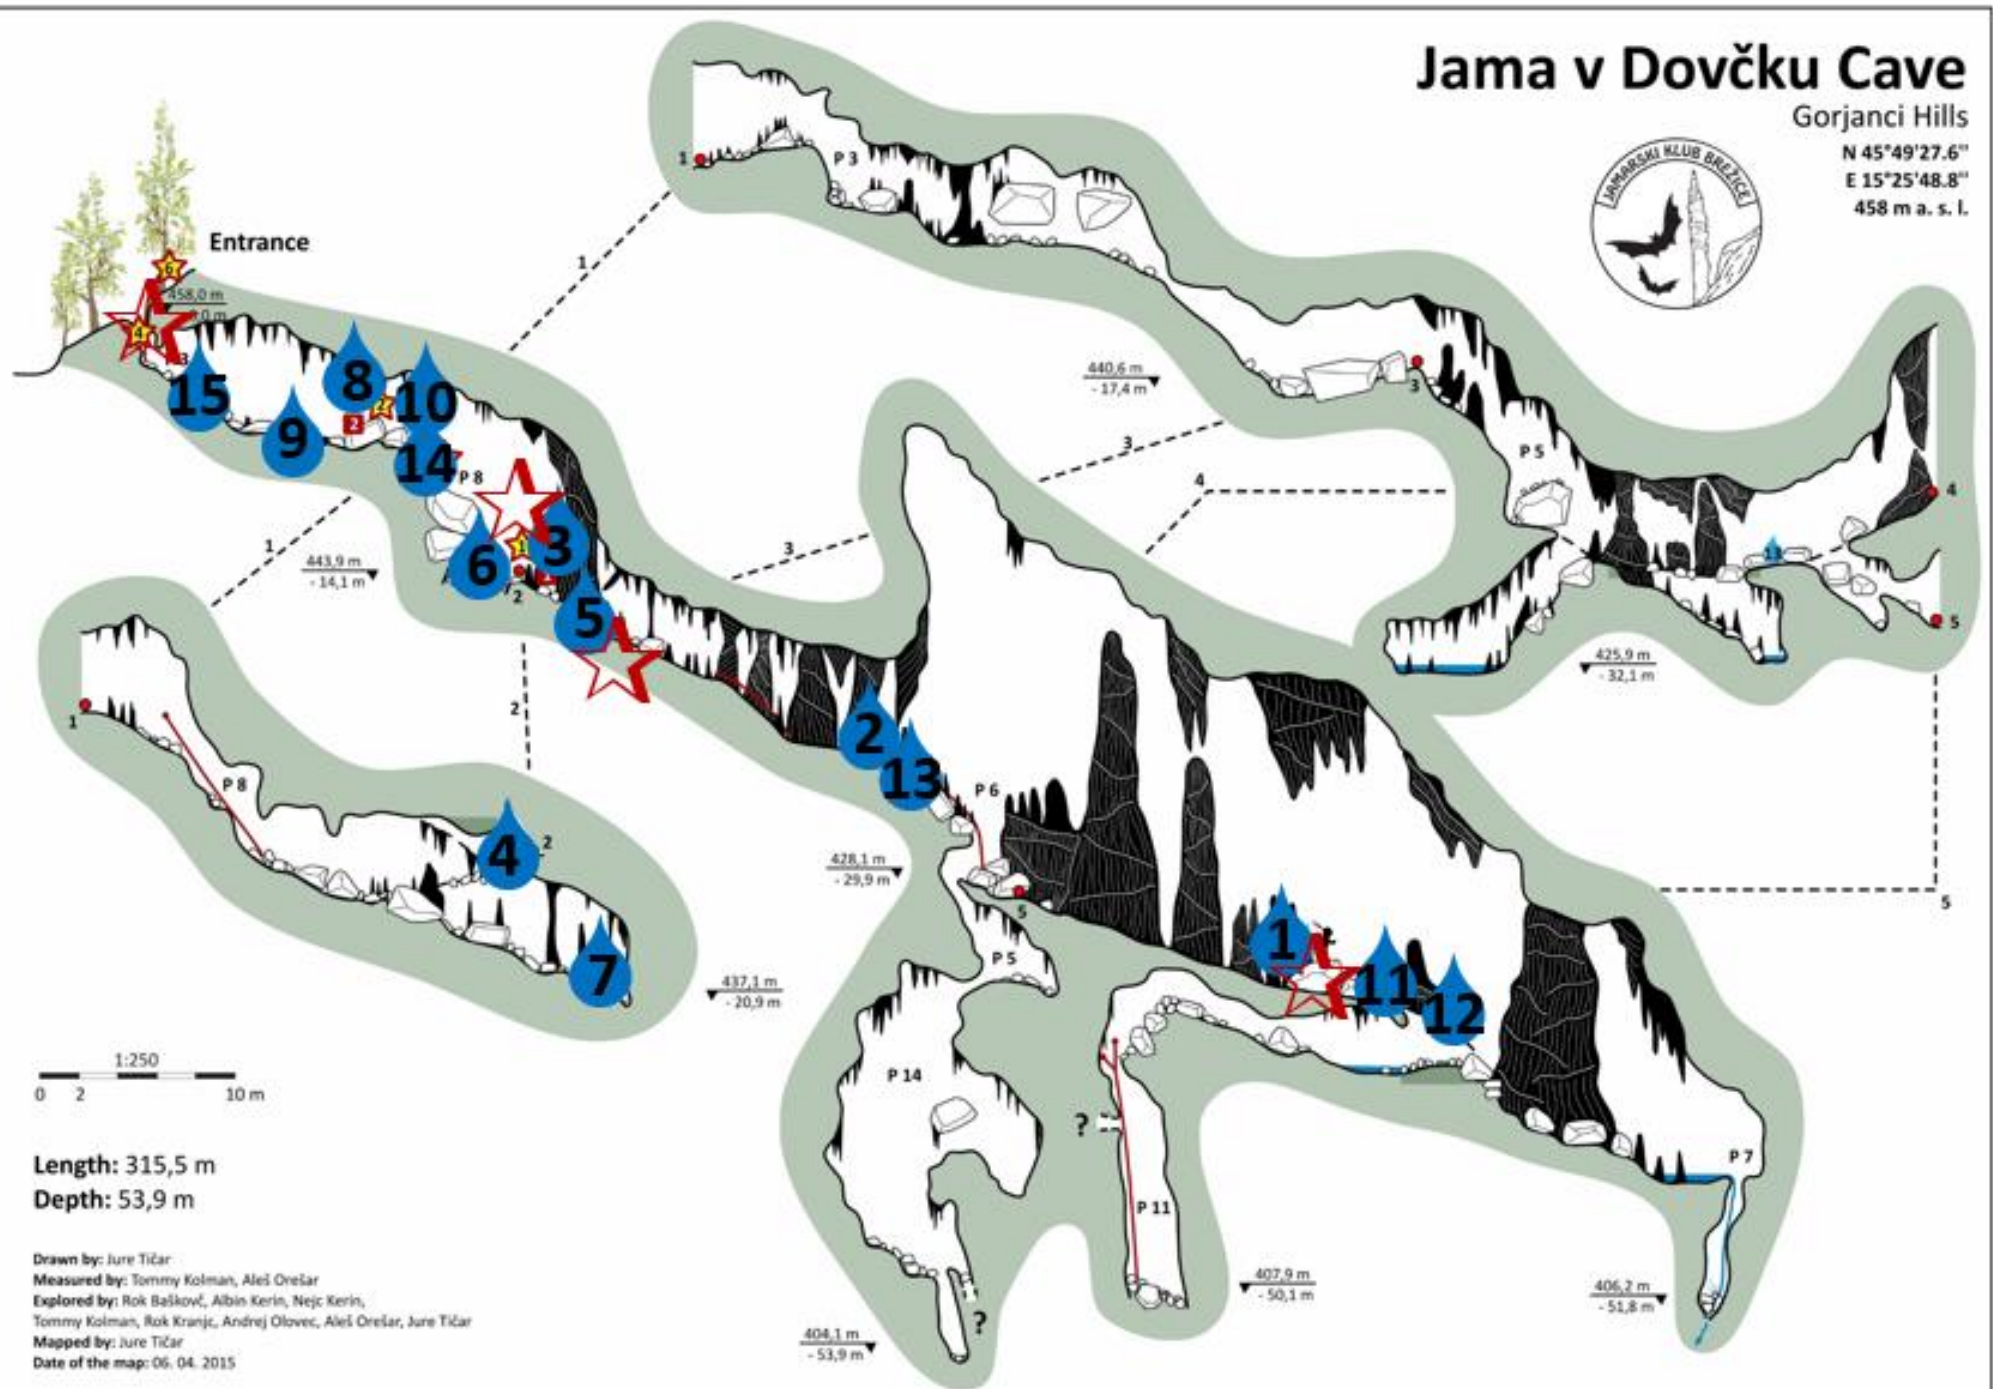 Jama v Dovčku Cave
Gorjanci Hills
N 45°49'27.6"
E 15°25'48.8"
458 m a. s. l.
JAMARSKI KLUB BREŽICE
Entrance
6
458,0 m
4
15
9
8
2
2
10
14
P 8
6
1
3
2
5
1
P 3
1
1
443,9 m
- 14,1 m
2
3
3
4
440,6 m
- 17,4 m
3
P 5
13
4
5
425,9 m
- 32,1 m
5
1
P 8
4
2
7
437,1 m
- 20,9 m
2
13
P 6
428,1 m
- 29,9 m
5
P 5
1
11
12
P 14
?
P 11
?
P 7
404,1 m
- 53,9 m
407,9 m
- 50,1 m
406,2 m
- 51,8 m
1:250
0 2 10 m
Length: 315,5 m
Depth: 53,9 m
Drawn by: Jure Tičar
Measured by: Tommy Kolman, Aleš Orešar
Explored by: Rok Baškovč, Albin Kerin, Nejc Kerin,
Tommy Kolman, Rok Kranjc, Andrej Olovec, Aleš Orešar, Jure Tičar
Mapped by: Jure Tičar
Date of the map: 06. 04. 2015